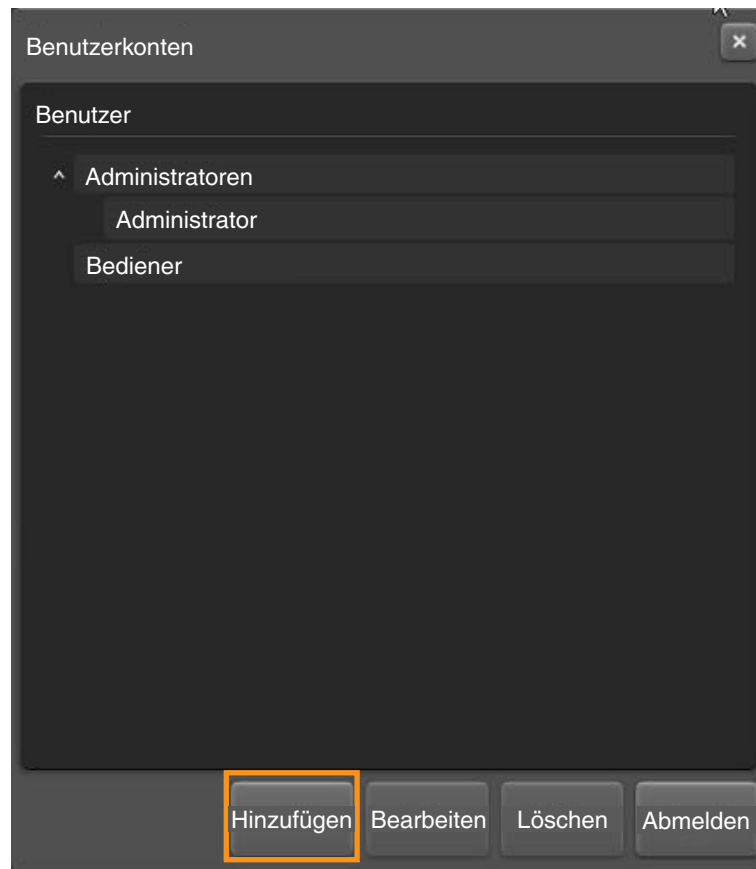 Benutzerkonten
Benutzer
Administratoren
Administrator
Bediener
Hinzufügen Bearbeiten Löschen Abmelden